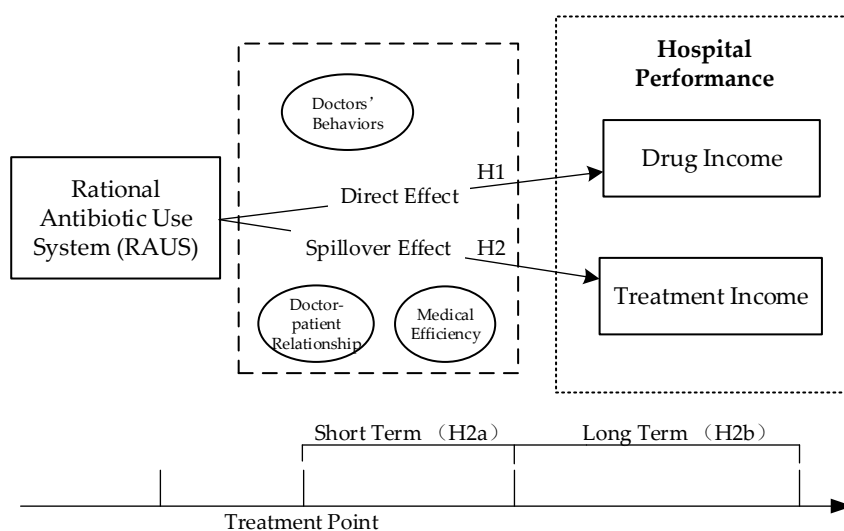 Hospital
Performance
Doctors’
Behaviors
Drug Income
H1
Rational
Antibiotic Use
System (RAUS)
Direct Effect
Spillover Effect
H2
Treatment Income
Doctor-
patient
Relationship
Medical
Efficiency
Short Term （H2a）
Long Term （H2b）
Treatment Point